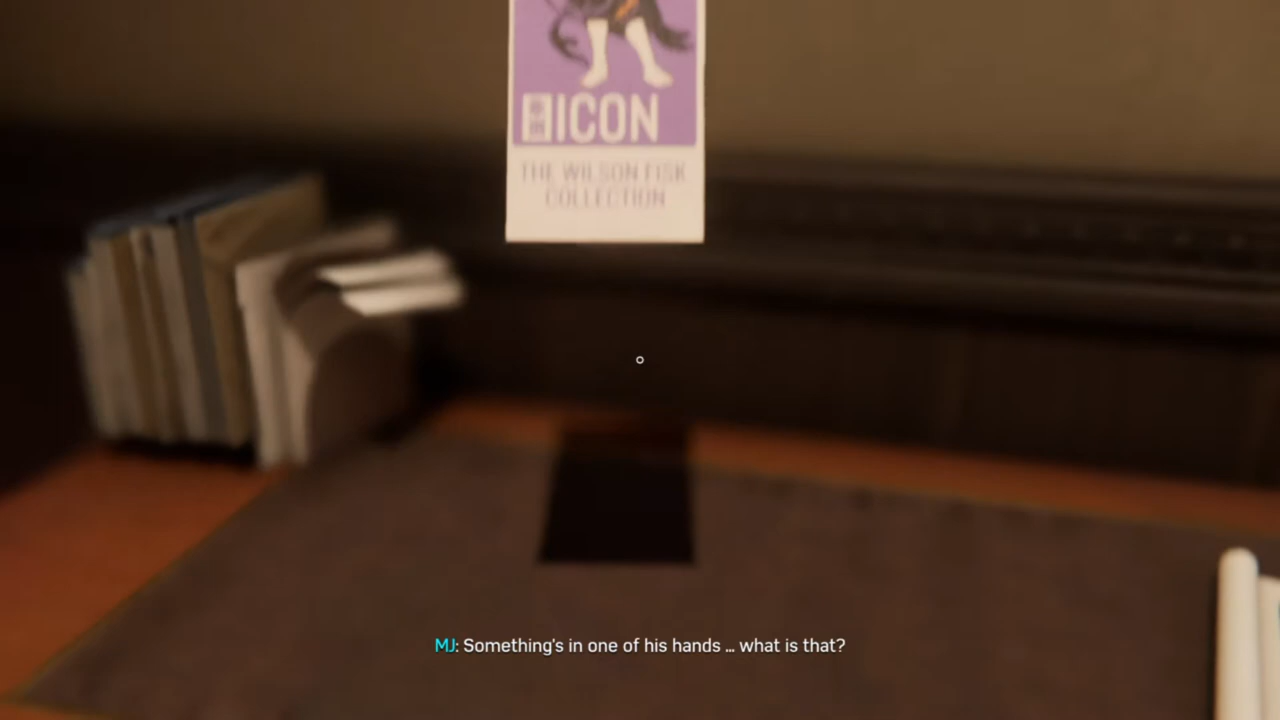 ICON
THE WILSON FISK
COLLECTION
MJ: Something's in one of his hands ... what is that?